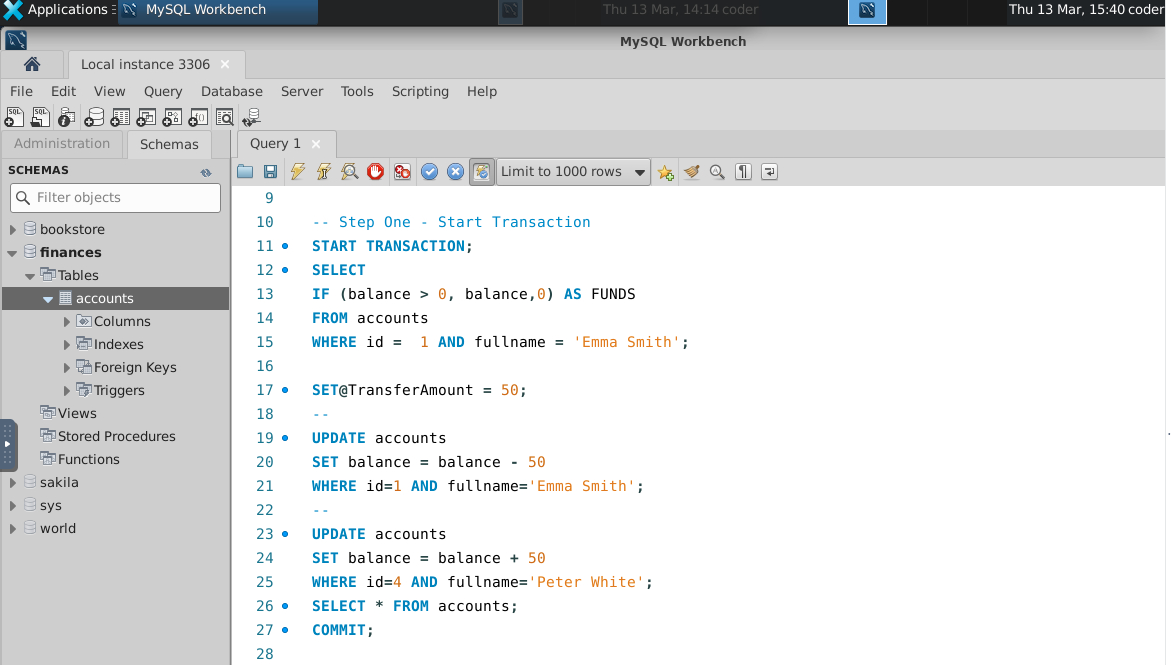 Applications
MySQL Workbench
Thu 13 Mar, 14:14 coder
Thu 13 Mar, 15:40 coder
MySQL Workbench
Local instance 3306
File Edit View Query Database Server Tools Scripting Help
Administration
Schemas
Query 1
SCHEMAS
Limit to 1000 rows
Filter objects
bookstore
finances
Tables
accounts
Columns
Indexes
Foreign Keys
Triggers
Views
Stored Procedures
Functions
sakila
sys
world
9
10 -- Step One - Start Transaction
11 START TRANSACTION;
12 SELECT
13 IF (balance > 0, balance,0) AS FUNDS
14 FROM accounts
15 WHERE id =  1 AND fullname = 'Emma Smith';
16
17 SET@TransferAmount = 50;
18 --
19 UPDATE accounts
20 SET balance = balance - 50
21 WHERE id=1 AND fullname='Emma Smith';
22 --
23 UPDATE accounts
24 SET balance = balance + 50
25 WHERE id=4 AND fullname='Peter White';
26 SELECT * FROM accounts;
27 COMMIT;
28